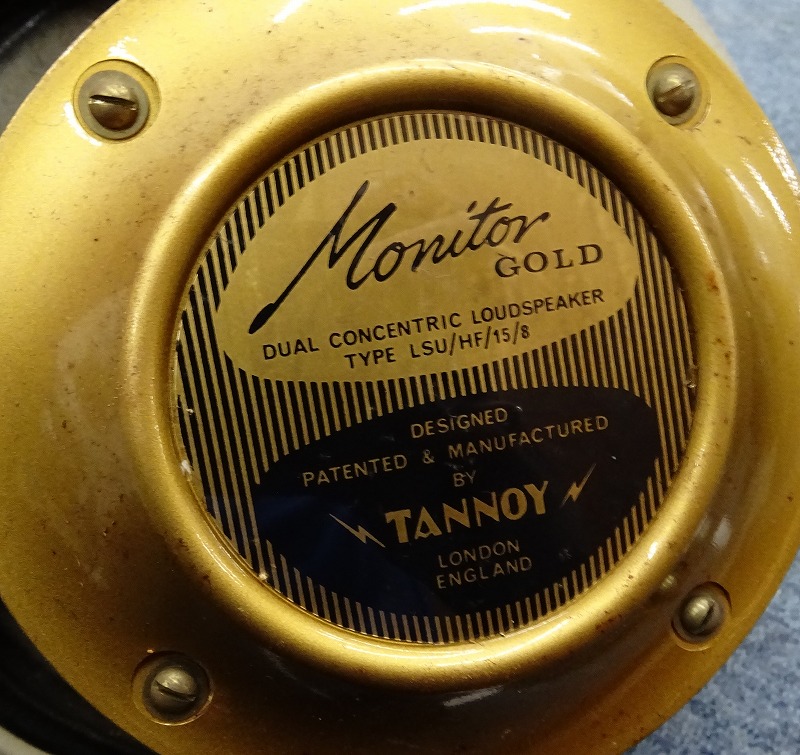 Monitor
GOLD
DUAL CONCENTRIC LOUDSPEAKER
TYPE LSU/HF/15/8
DESIGNED
PATENTED & MANUFACTURED
BY
TANNOY
LONDON
ENGLAND